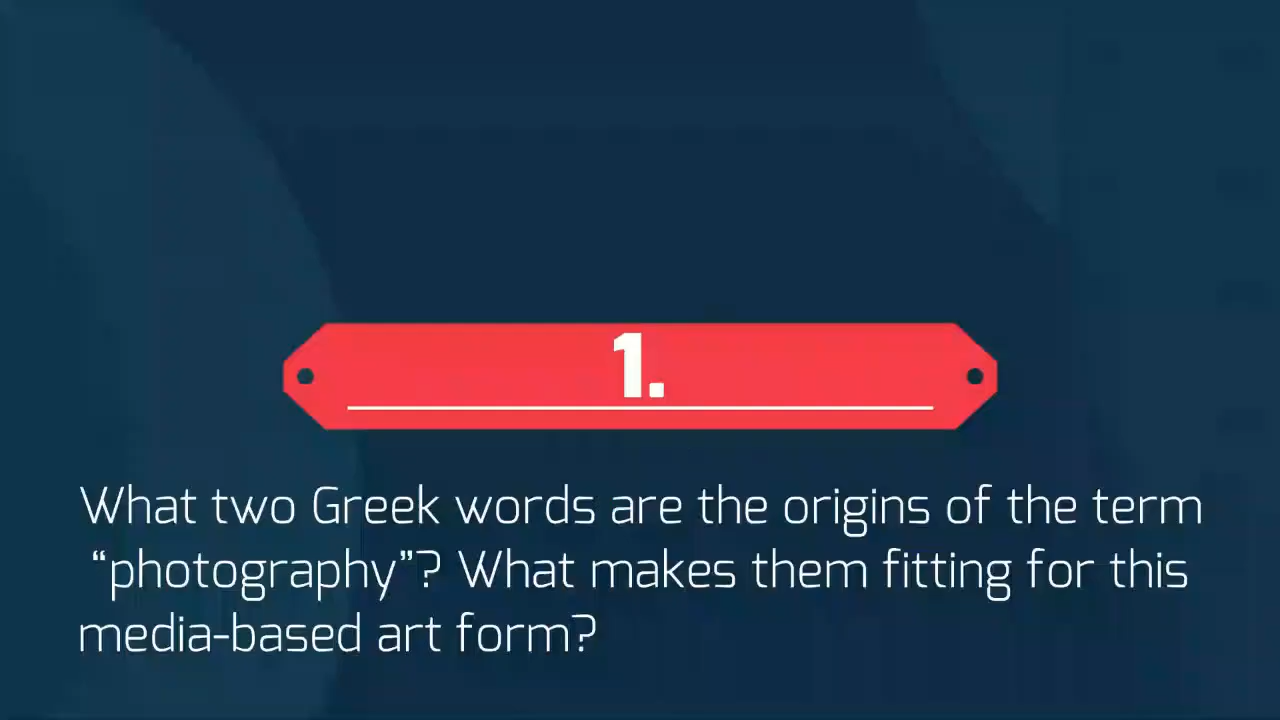 1.
What two Greek words are the origins of the term
“photography”? What makes them fitting for this
media-based art form?